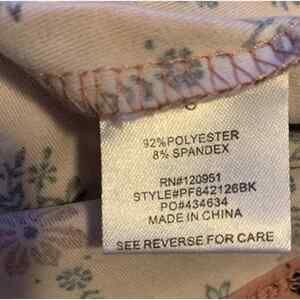 92%POLYESTER
8% SPANDEX
RN#120951
STYLE#PF842126BK
PO#434634
MADE IN CHINA
SEE REVERSE FOR CARE